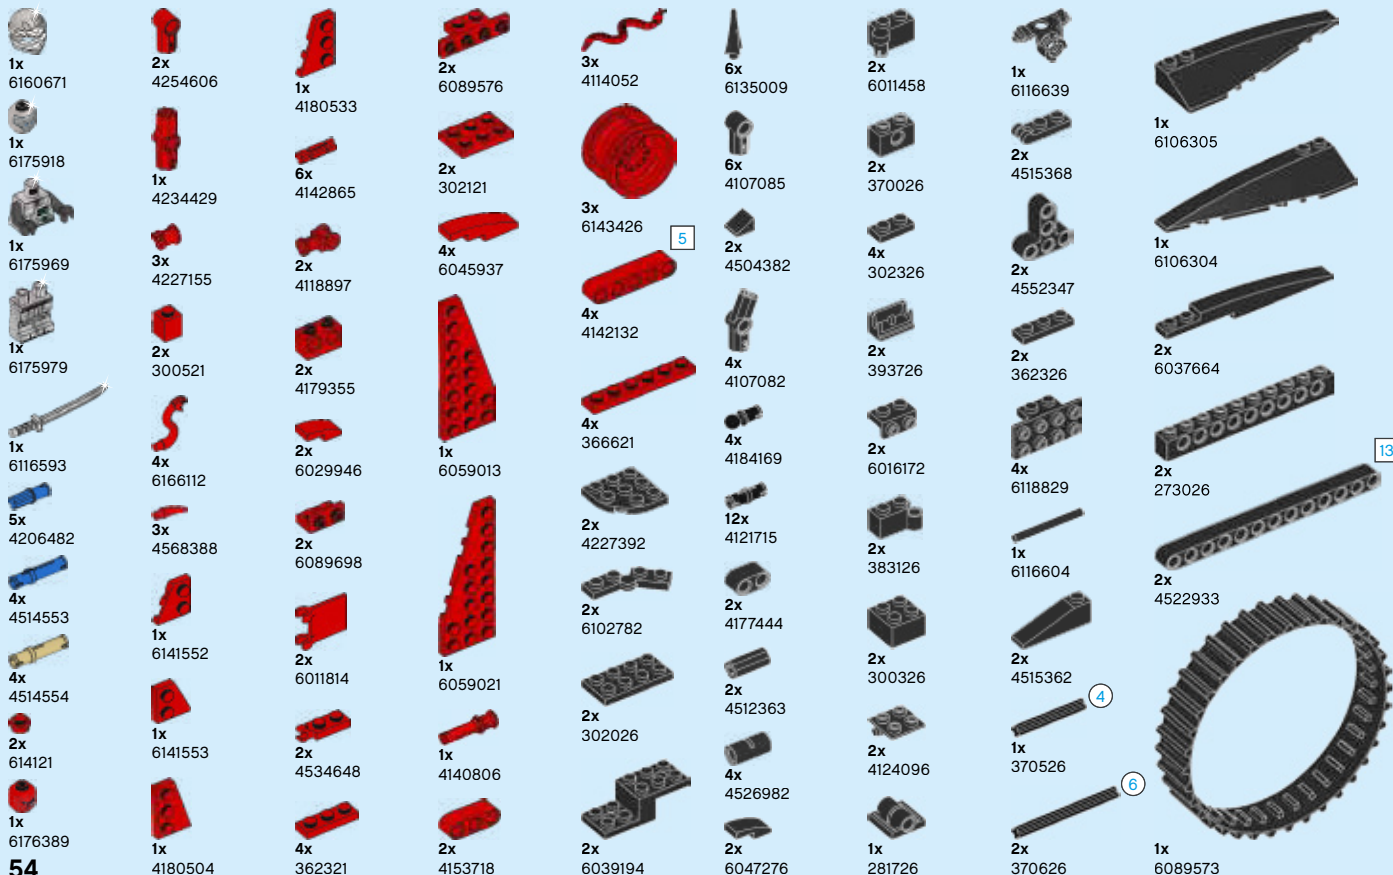 1x
6160671
1x
6175918
1x
6175969
1x
6175979
1x
6116593
5x
4206482
4x
4514553
4x
4514554
2x
614121
1x
6176389
54
2x
4254606
1x
4234429
3x
4227155
2x
300521
4x
6166112
3x
4568388
1x
6141552
1x
6141553
1x
4180504
1x
4180533
6x
4142865
2x
4118897
2x
4179355
2x
6029946
2x
6089698
2x
6011814
2x
4534648
4x
362321
2x
6089576
2x
302121
4x
6045937
1x
6059013
1x
6059021
1x
4140806
2x
4153718
3x
4114052
3x
6143426
5
4x
4142132
4x
366621
2x
4227392
2x
6102782
2x
302026
2x
6039194
6x
6135009
6x
4107085
2x
4504382
4x
4107082
4x
4184169
12x
4121715
2x
4177444
2x
4512363
4x
4526982
2x
6047276
2x
6011458
2x
370026
4x
302326
2x
393726
2x
6016172
2x
383126
2x
300326
2x
4124096
1x
281726
1x
6116639
2x
4515368
2x
4552347
2x
362326
4x
6118829
1x
6116604
2x
4515362
4
1x
370526
6
2x
370626
1x
6106305
1x
6106304
2x
6037664
2x
273026
13
2x
4522933
1x
6089573